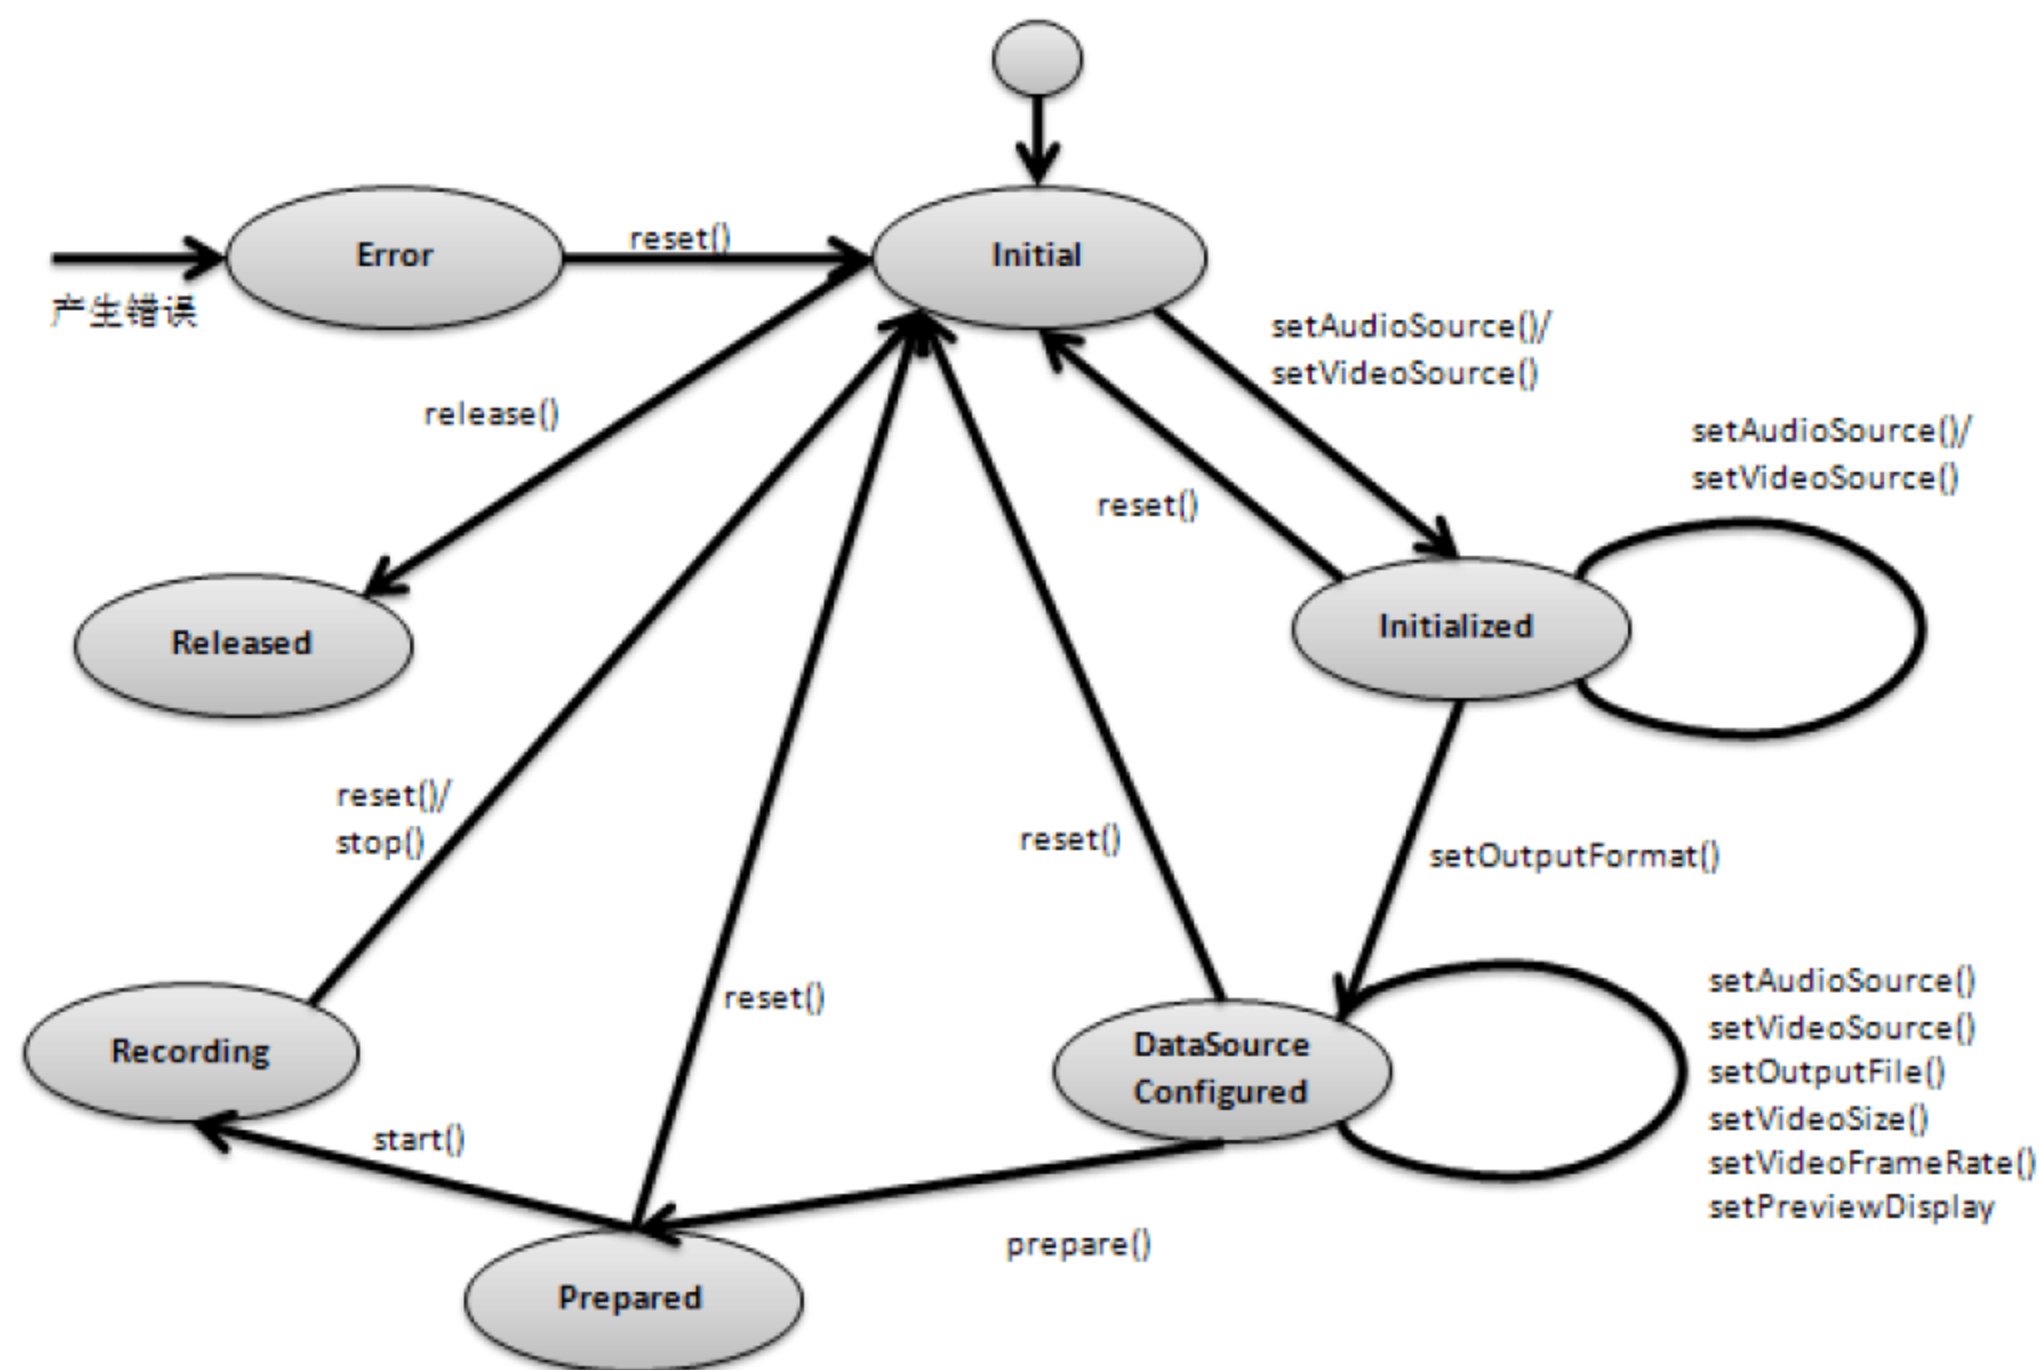 Error
reset()
Initial
产生错误
setAudioSource()/
setVideoSource()
release()
setAudioSource()/
setVideoSource()
reset()
Released
Initialized
reset()/
stop()
reset()
setOutputFormat()
reset()
Recording
DataSource
Configured
setAudioSource()
setVideoSource()
setOutputFile()
setVideoSize()
setVideoFrameRate()
setPreviewDisplay
start()
prepare()
Prepared